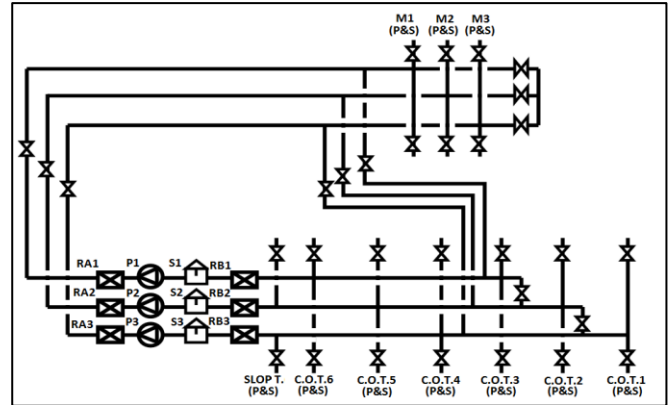 M1 M2 M3
(P&S) (P&S) (P&S)
RA1 P1 S1 RB1
RA2 P2 S2 RB2
RA3 P3 S3 RB3
SLOP T. C.O.T.6 C.O.T.5 C.O.T.4 C.O.T.3 C.O.T.2 C.O.T.1
(P&S) (P&S) (P&S) (P&S) (P&S) (P&S) (P&S)